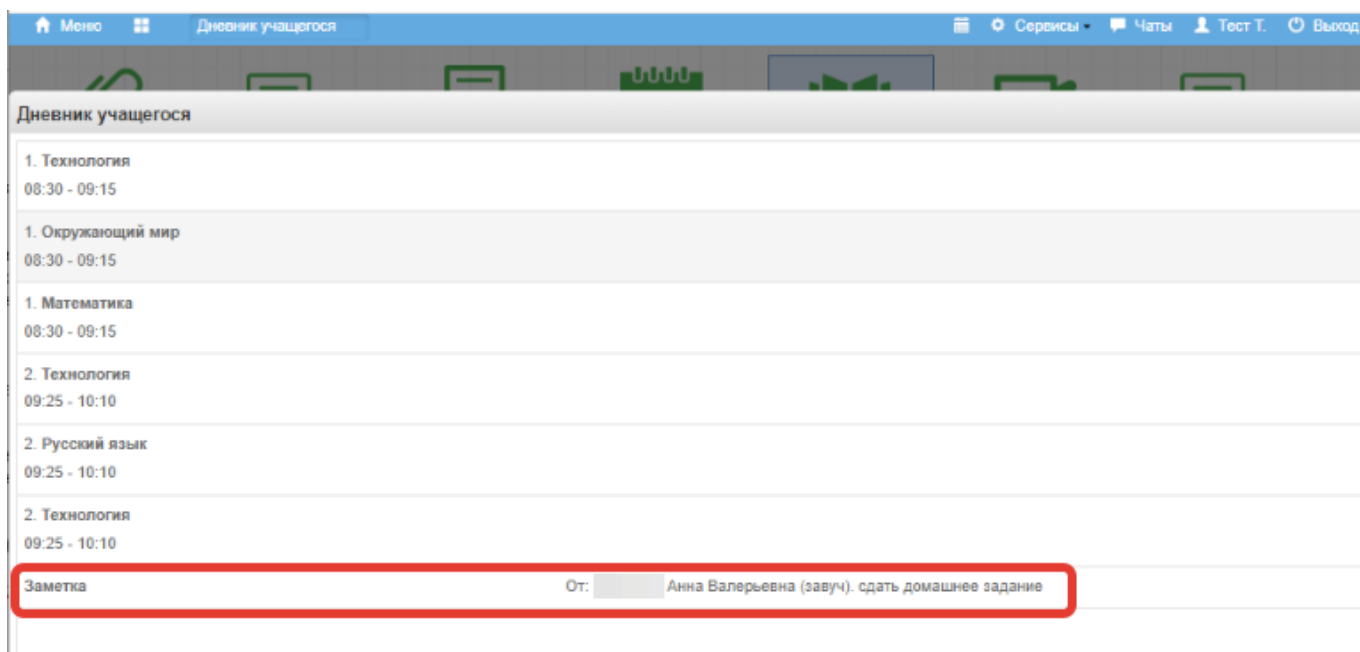 Меню Дневник учащегося Сервисы Чаты Тест Т. Выход
Дневник учащегося
1. Технология
08:30 - 09:15
1. Окружающий мир
08:30 - 09:15
1. Математика
08:30 - 09:15
2. Технология
09:25 - 10:10
2. Русский язык
09:25 - 10:10
2. Технология
09:25 - 10:10
Заметка От: Анна Валерьевна (завуч). сдать домашнее задание